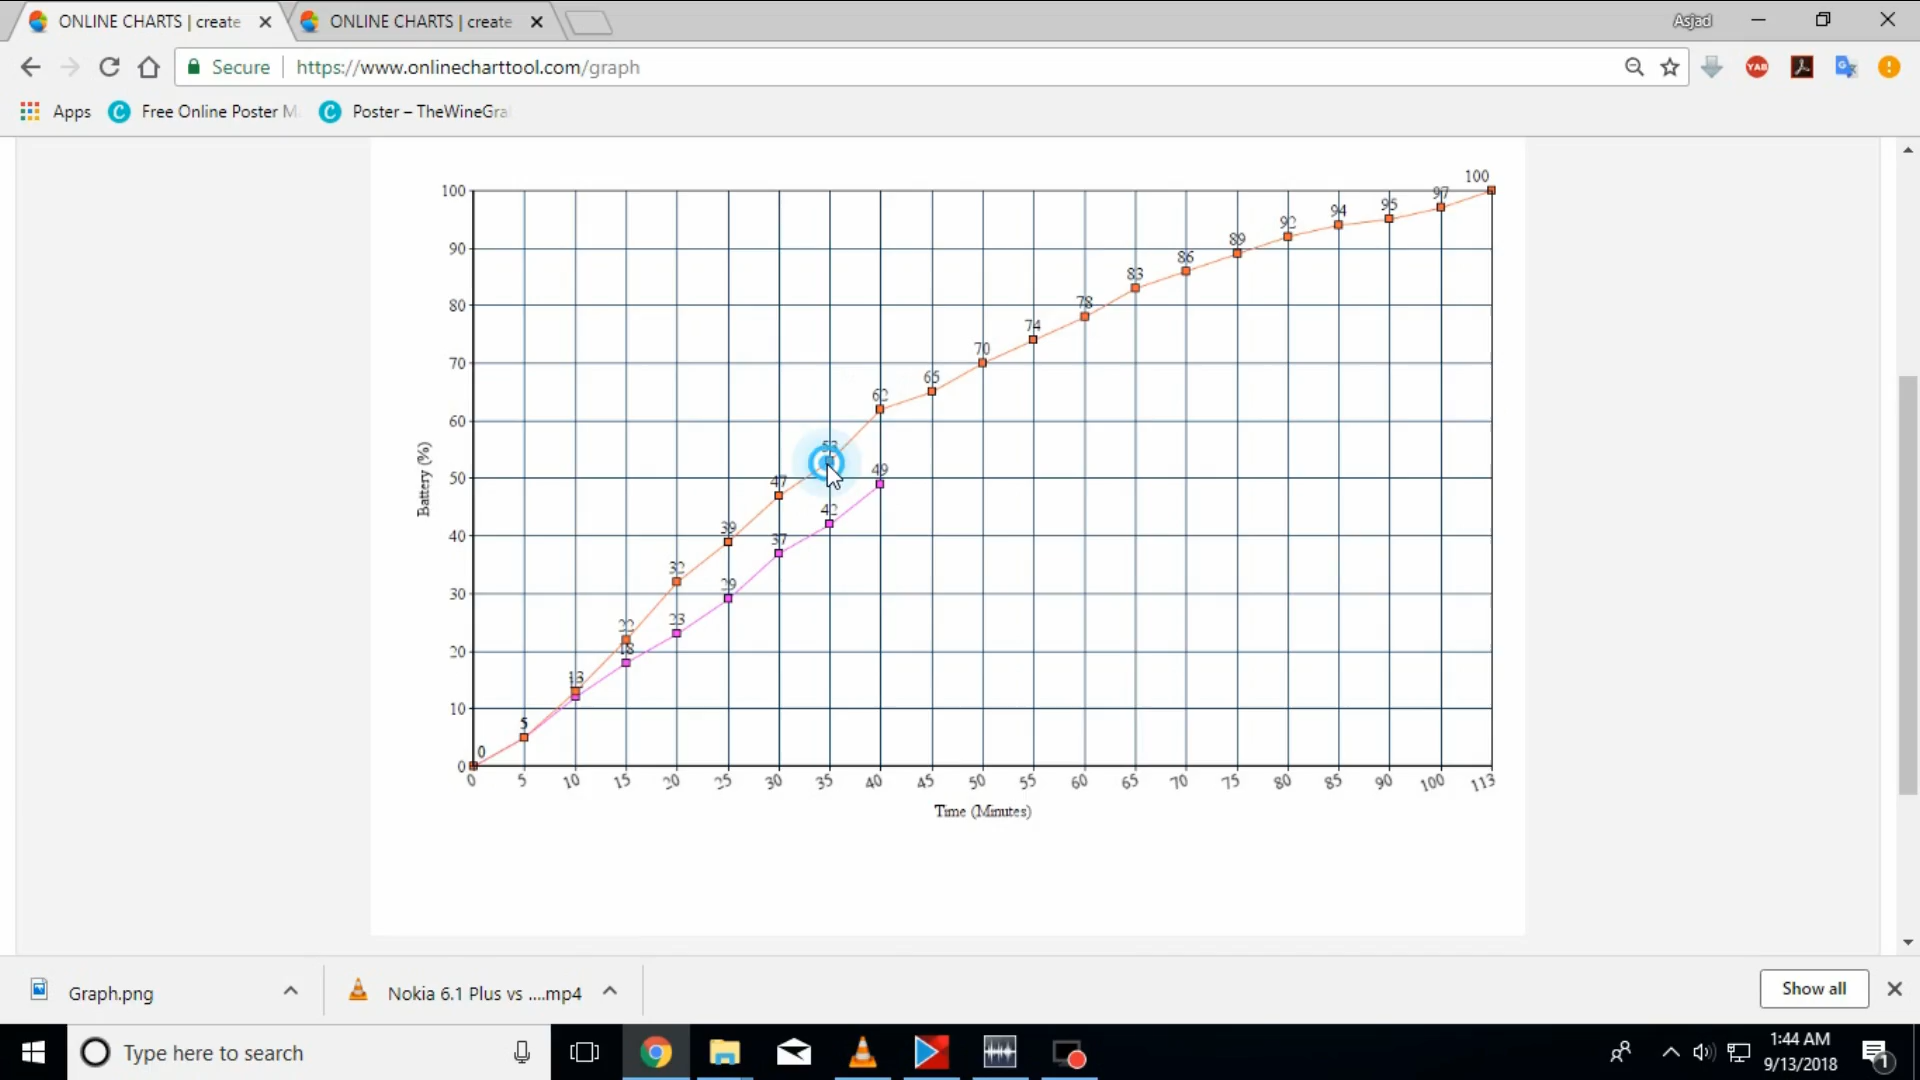 ONLINE CHARTS | create
ONLINE CHARTS | create
Asjad
Secure
https://www.onlinecharttool.com/graph
YAB
Apps
Free Online Poster M
Poster – TheWineGra
100
90
80
70
60
50
40
30
20
10
0
Battery (%)
0
5
13
22
32
39
47
53
62
65
70
74
78
83
86
89
92
94
95
97
100
18
23
29
37
42
49
0 5 10 15 20 25 30 35 40 45 50 55 60 65 70 75 80 85 90 100 113
Time (Minutes)
Graph.png
Nokia 6.1 Plus vs ....mp4
Show all
Type here to search
1:44 AM
9/13/2018
1